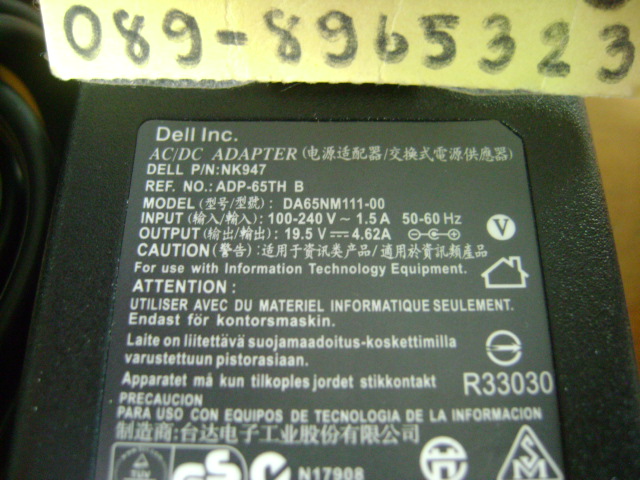 089-8965323
Dell Inc.
AC/DC ADAPTER (电源适配器/交換式電源供應器)
DELL P/N:NK947
REF. NO.: ADP-65TH B
MODEL (型号/型號) : DA65NM111-00
INPUT (输入/輸入) : 100-240 V ~ 1.5 A 50-60 Hz
OUTPUT (输出/輸出) : 19.5 V ⎓ 4.62A
V
CAUTION (警告) :适用于资讯类产品/適用於資訊類產品
For use with Information Technology Equipment.
ATTENTION :
UTILISER AVEC DU MATERIEL INFORMATIQUE SEULEMENT.
Endast för kontorsmaskin.
Laite on liitettävä suojamaadoitus-koskettimilla
varustettuun pistorasiaan.
Apparatet må kun tilkoples jordet stikkontakt
R33030
PRECAUCION
PARA USO CON EQUIPOS DE TECNOLOGIA DE LA INFORMACION
制造商:台达电子工业股份有限公司
TUV GS N17908